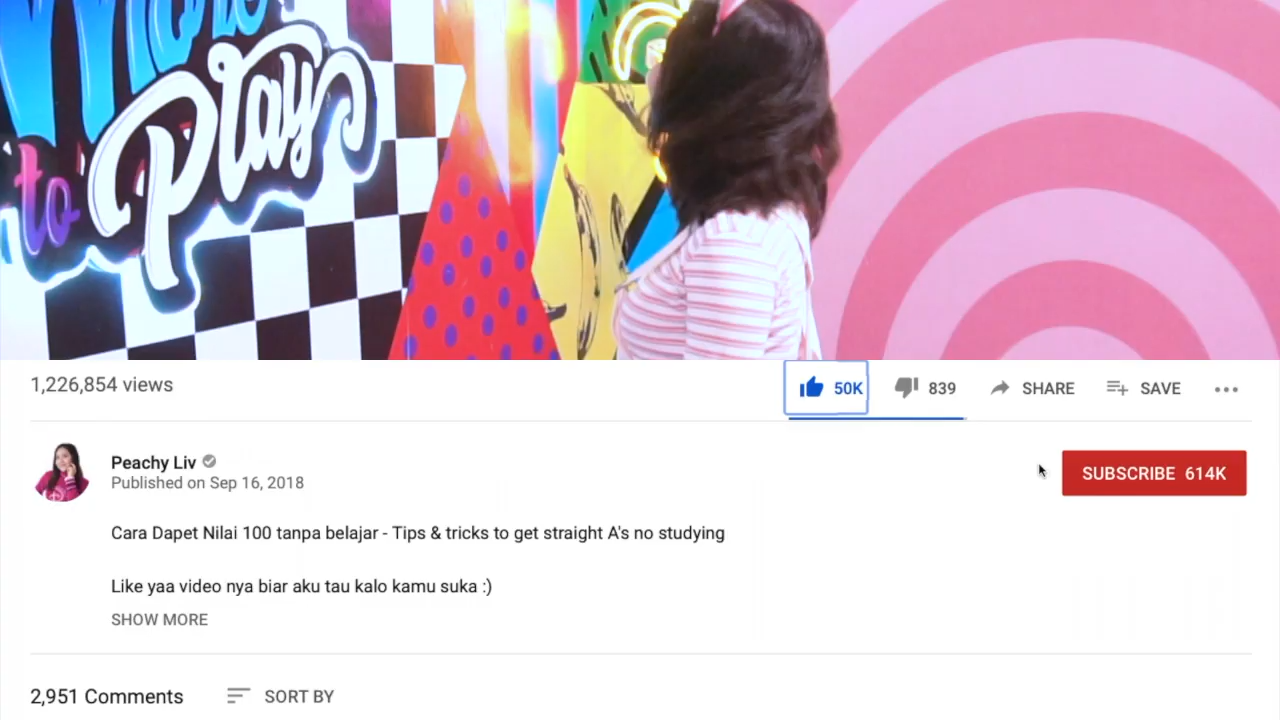 More
to Play
1,226,854 views
50K
839
SHARE
SAVE
Peachy Liv
Published on Sep 16, 2018
SUBSCRIBE 614K
Cara Dapet Nilai 100 tanpa belajar - Tips & tricks to get straight A's no studying
Like yaa video nya biar aku tau kalo kamu suka :)
SHOW MORE
2,951 Comments
SORT BY